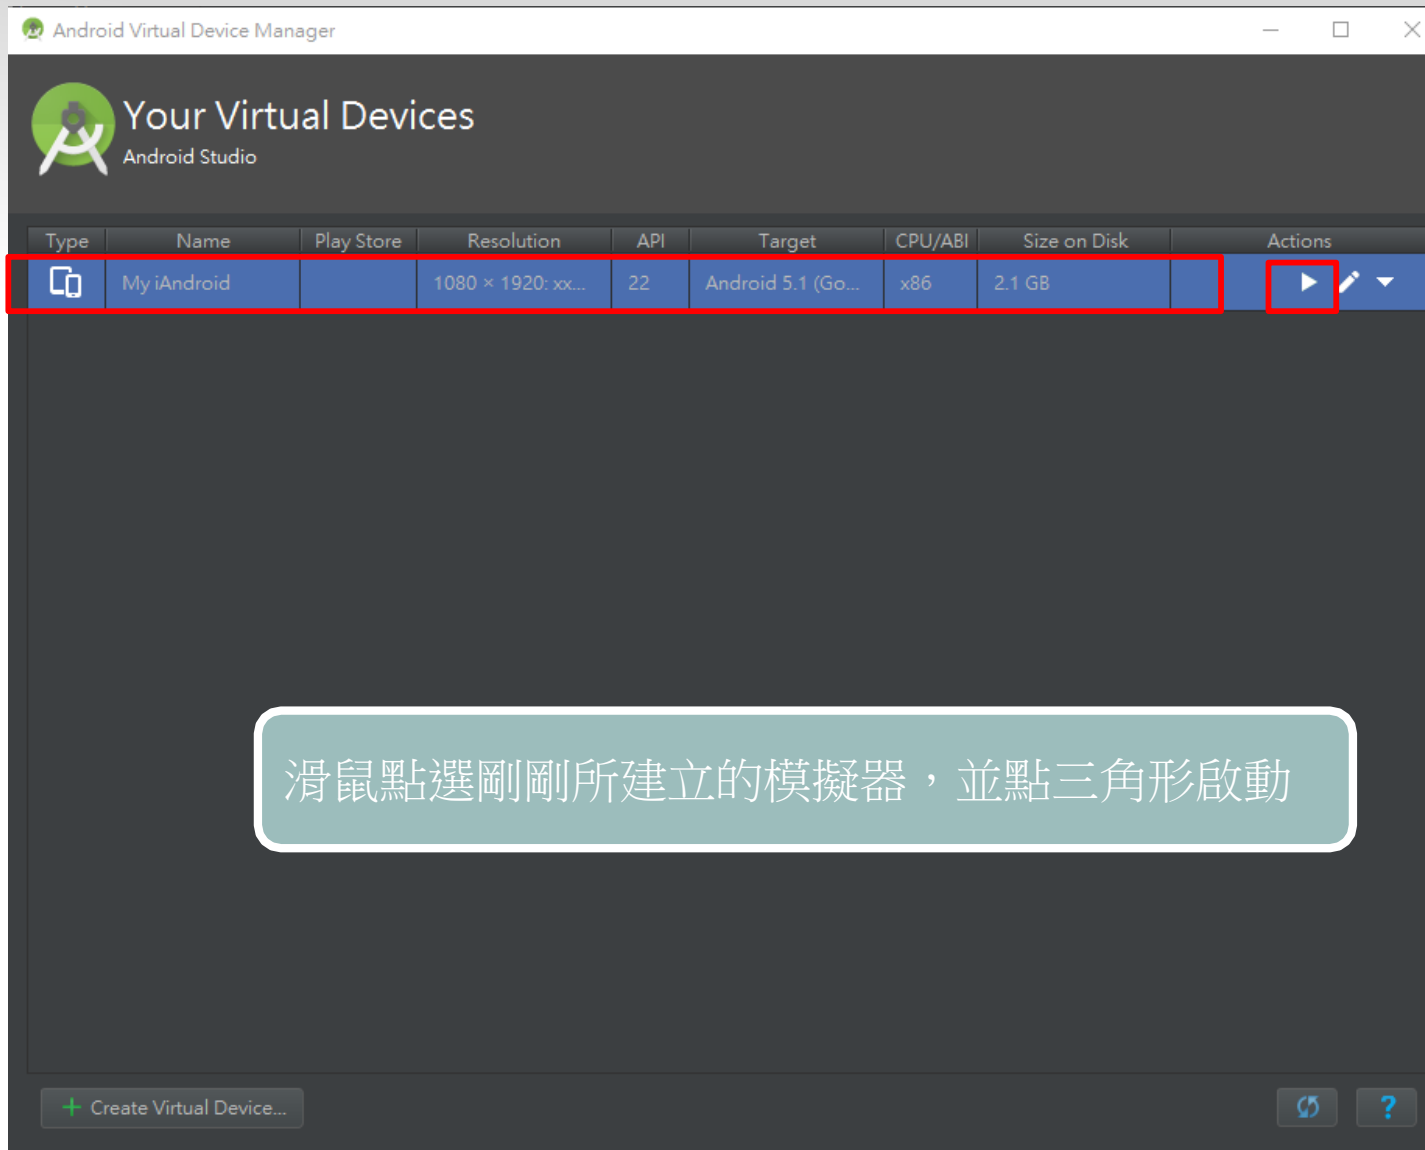 Android Virtual Device Manager
Your Virtual Devices
Android Studio
Type Name Play Store Resolution API Target CPU/ABI Size on Disk Actions
My iAndroid 1080 × 1920: xx... 22 Android 5.1 (Go... x86 2.1 GB
滑鼠點選剛剛所建立的模擬器，並點三角形啟動
+ Create Virtual Device...
?